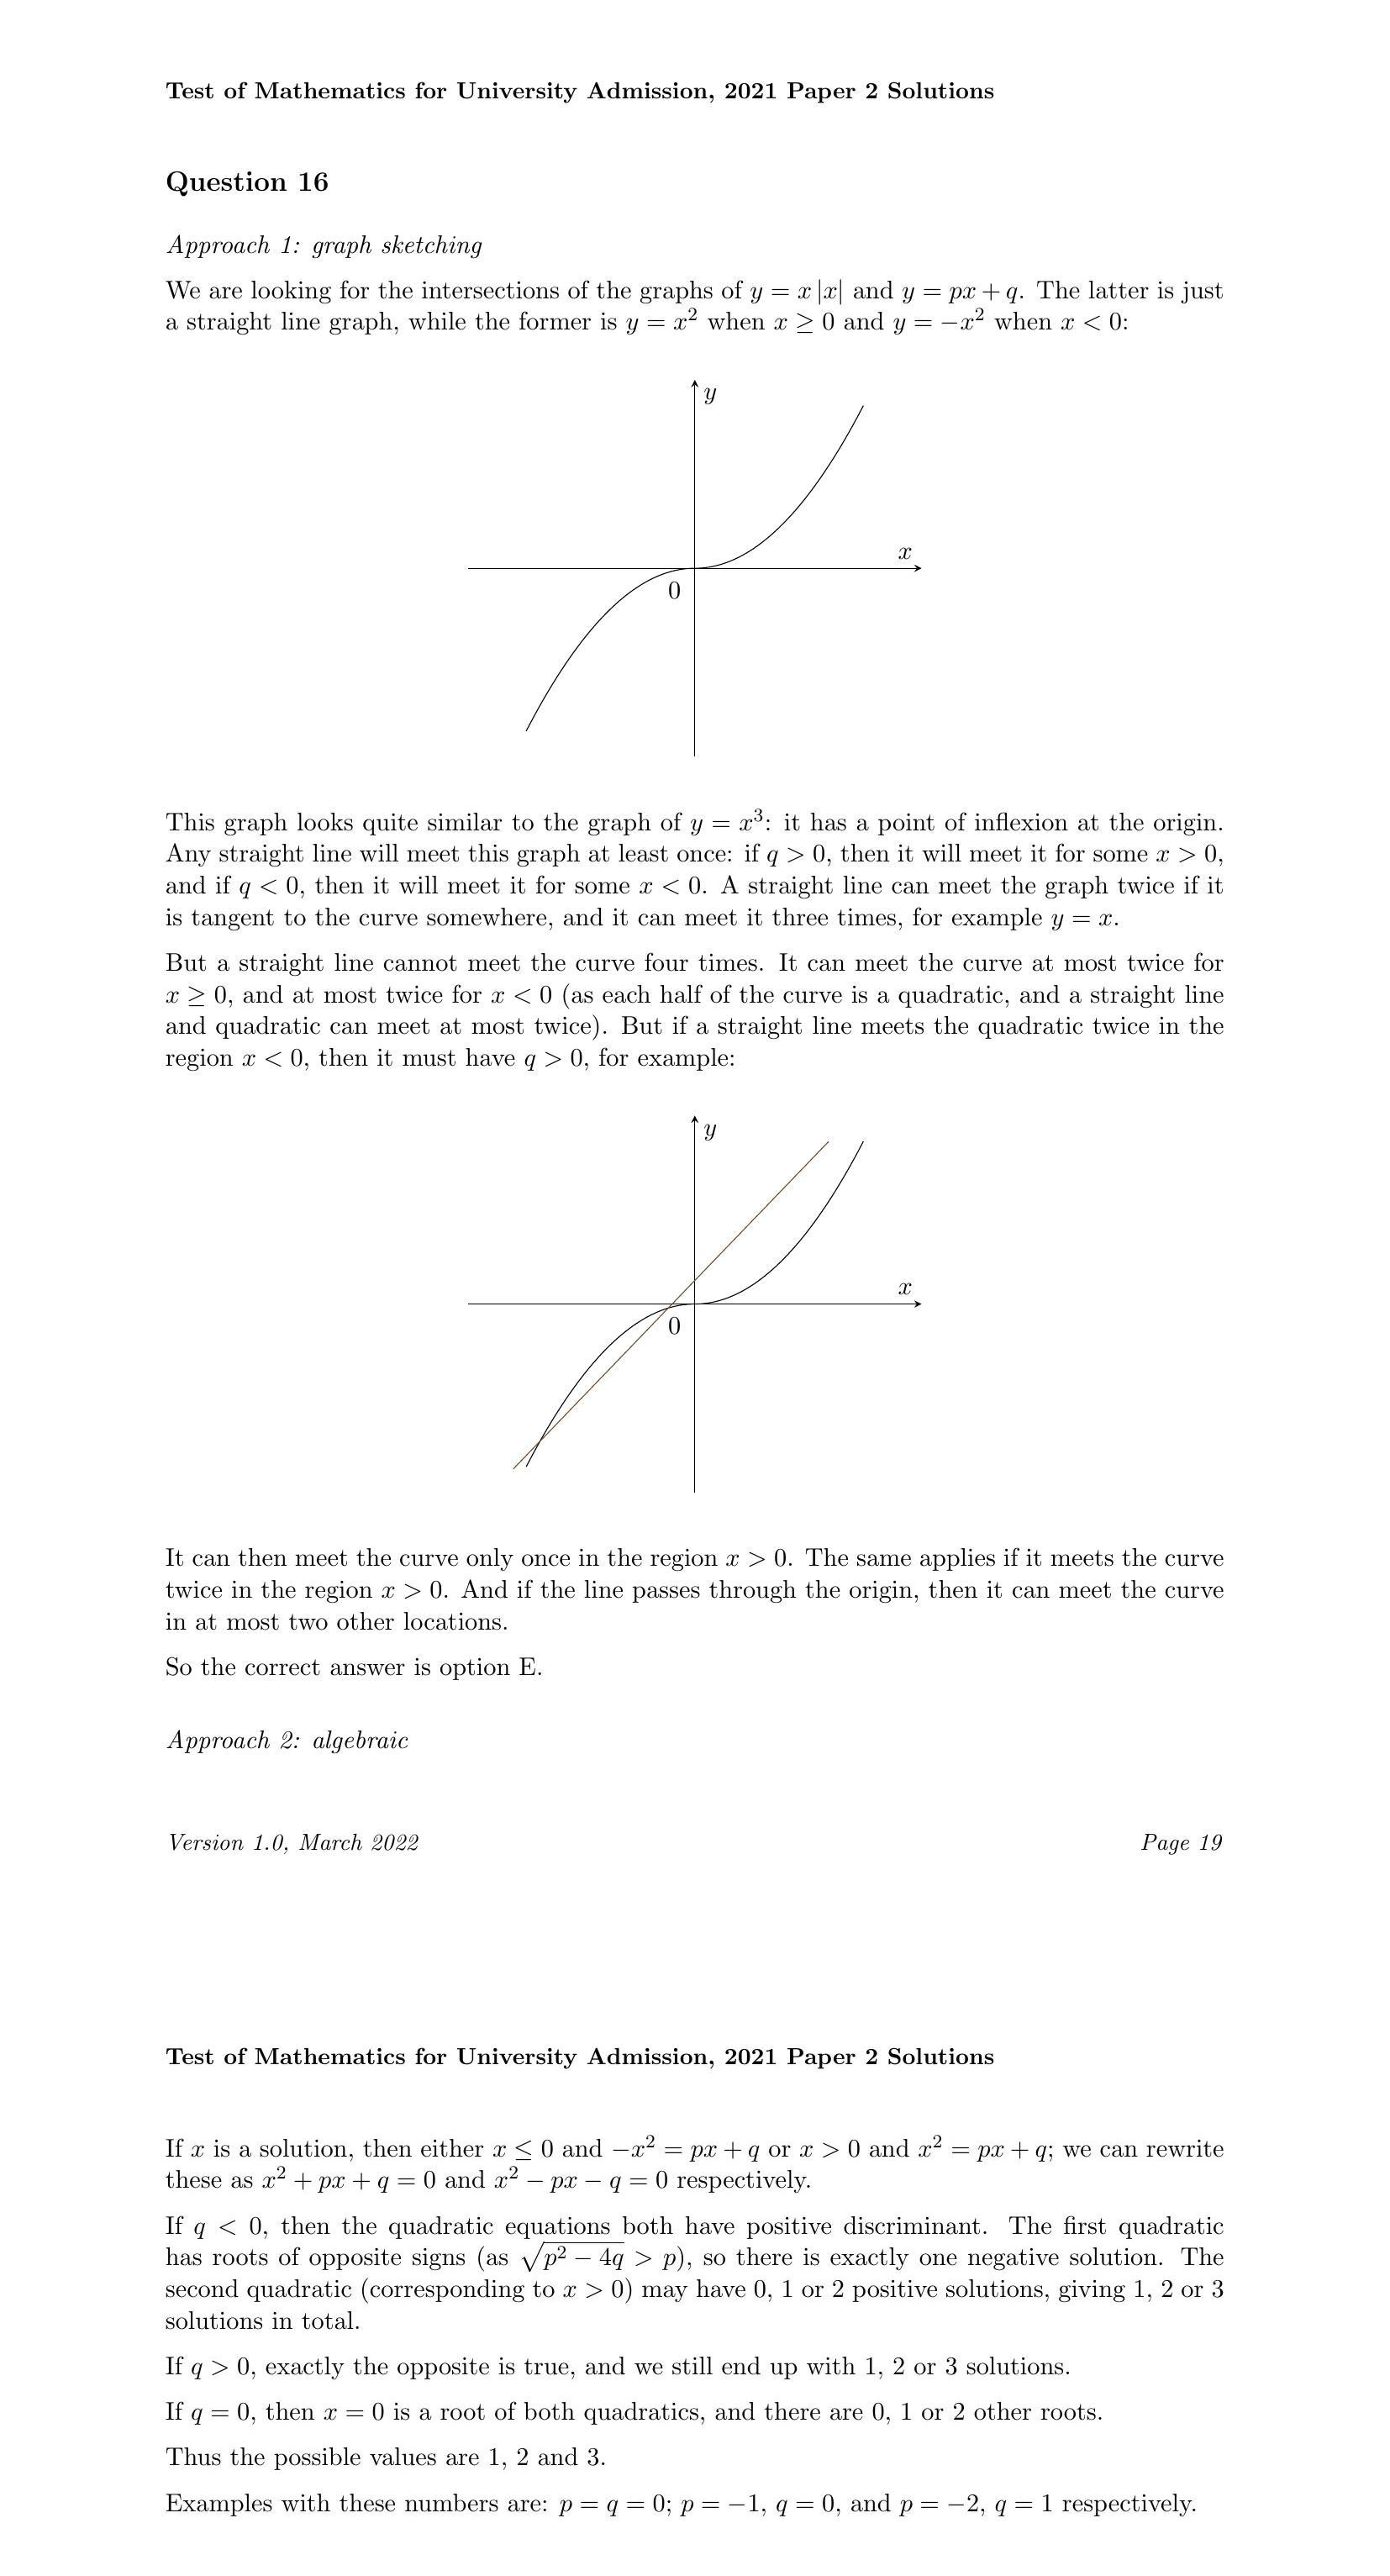 Test of Mathematics for University Admission, 2021 Paper 2 Solutions
Question 16
Approach 1: graph sketching
We are looking for the intersections of the graphs of y = x |x| and y = px + q. The latter is just
a straight line graph, while the former is y = x² when x ≥ 0 and y = −x² when x < 0:
y
x
0
This graph looks quite similar to the graph of y = x³: it has a point of inflexion at the origin.
Any straight line will meet this graph at least once: if q > 0, then it will meet it for some x > 0,
and if q < 0, then it will meet it for some x < 0. A straight line can meet the graph twice if it
is tangent to the curve somewhere, and it can meet it three times, for example y = x.
But a straight line cannot meet the curve four times. It can meet the curve at most twice for
x ≥ 0, and at most twice for x < 0 (as each half of the curve is a quadratic, and a straight line
and quadratic can meet at most twice). But if a straight line meets the quadratic twice in the
region x < 0, then it must have q > 0, for example:
y
x
0
It can then meet the curve only once in the region x > 0. The same applies if it meets the curve
twice in the region x > 0. And if the line passes through the origin, then it can meet the curve
in at most two other locations.
So the correct answer is option E.
Approach 2: algebraic
Version 1.0, March 2022 Page 19
Test of Mathematics for University Admission, 2021 Paper 2 Solutions
If x is a solution, then either x ≤ 0 and −x² = px + q or x > 0 and x² = px + q; we can rewrite
these as x² + px + q = 0 and x² − px − q = 0 respectively.
If q < 0, then the quadratic equations both have positive discriminant. The first quadratic
has roots of opposite signs (as √(p² − 4q) > p), so there is exactly one negative solution. The
second quadratic (corresponding to x > 0) may have 0, 1 or 2 positive solutions, giving 1, 2 or 3
solutions in total.
If q > 0, exactly the opposite is true, and we still end up with 1, 2 or 3 solutions.
If q = 0, then x = 0 is a root of both quadratics, and there are 0, 1 or 2 other roots.
Thus the possible values are 1, 2 and 3.
Examples with these numbers are: p = q = 0; p = −1, q = 0, and p = −2, q = 1 respectively.